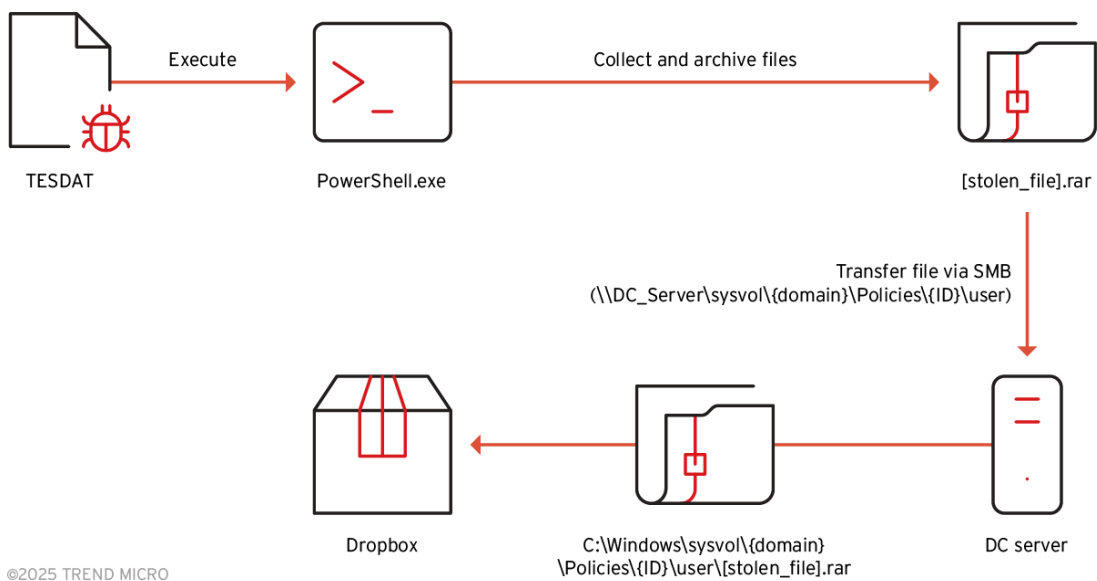 Execute
Collect and archive files
TESDAT
PowerShell.exe
[stolen_file].rar
Transfer file via SMB
(\\DC_Server\sysvol\{domain}\Policies\{ID}\user)
Dropbox
C:\Windows\sysvol\{domain}
\Policies\{ID}\user\[stolen_file].rar
DC server
©2025 TREND MICRO